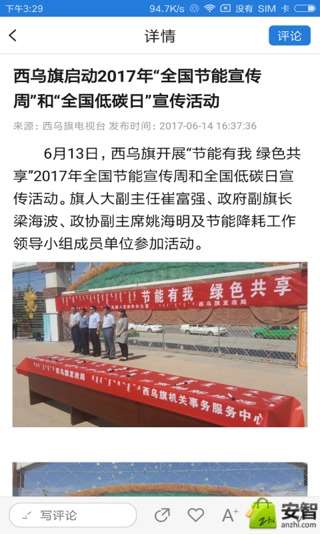 下午3:29
94.7K/s
no SIM 卡
详情
评论
西乌旗启动2017年“全国节能宣传
周”和“全国低碳日”宣传活动
来源：西乌旗电视台 发布时间：2017-06-14 16:37:36
6月13日，西乌旗开展“节能有我 绿色共
享”2017年全国节能宣传周和全国低碳日宣
传活动。旗人大副主任崔富强、政府副旗长
梁海波、政协副主席姚海明及节能降耗工作
领导小组成员单位参加活动。
节能有我 绿色共享
西乌旗机关事务服务中心
写评论
A+
安智
anzhi.com